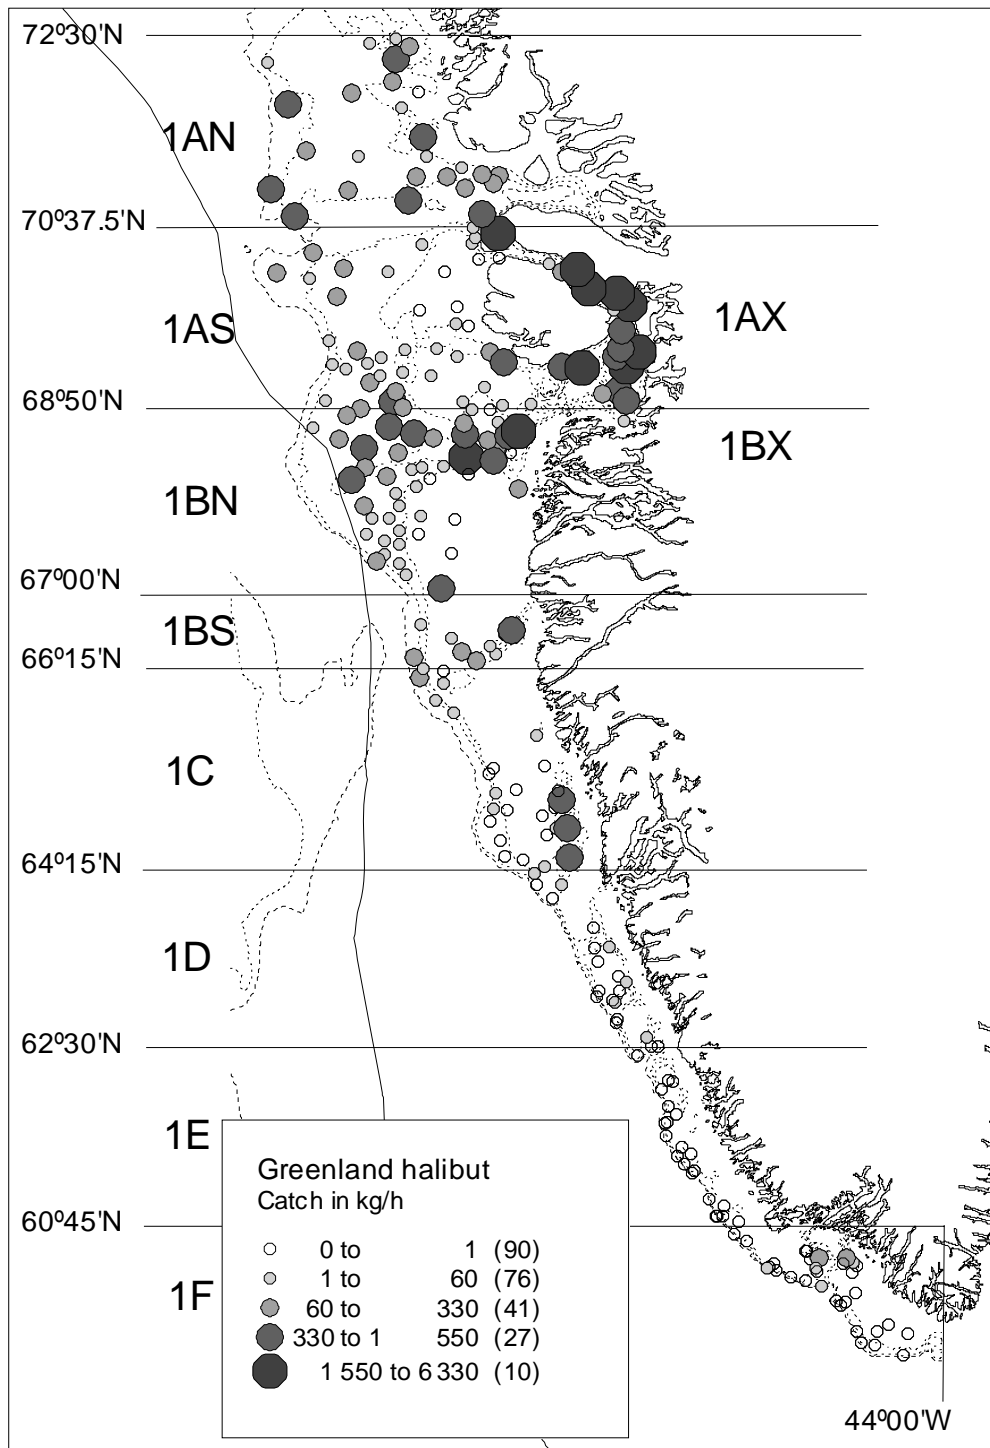 72º30'N
1AN
70º37.5'N
1AS
1AX
68º50'N
1BX
1BN
67º00'N
1BS
66º15'N
1C
64º15'N
1D
62º30'N
1E
Greenland halibut
Catch in kg/h
60º45'N
0 to 1 (90)
1 to 60 (76)
1F
60 to 330 (41)
330 to 1 550 (27)
1 550 to 6 330 (10)
44º00'W